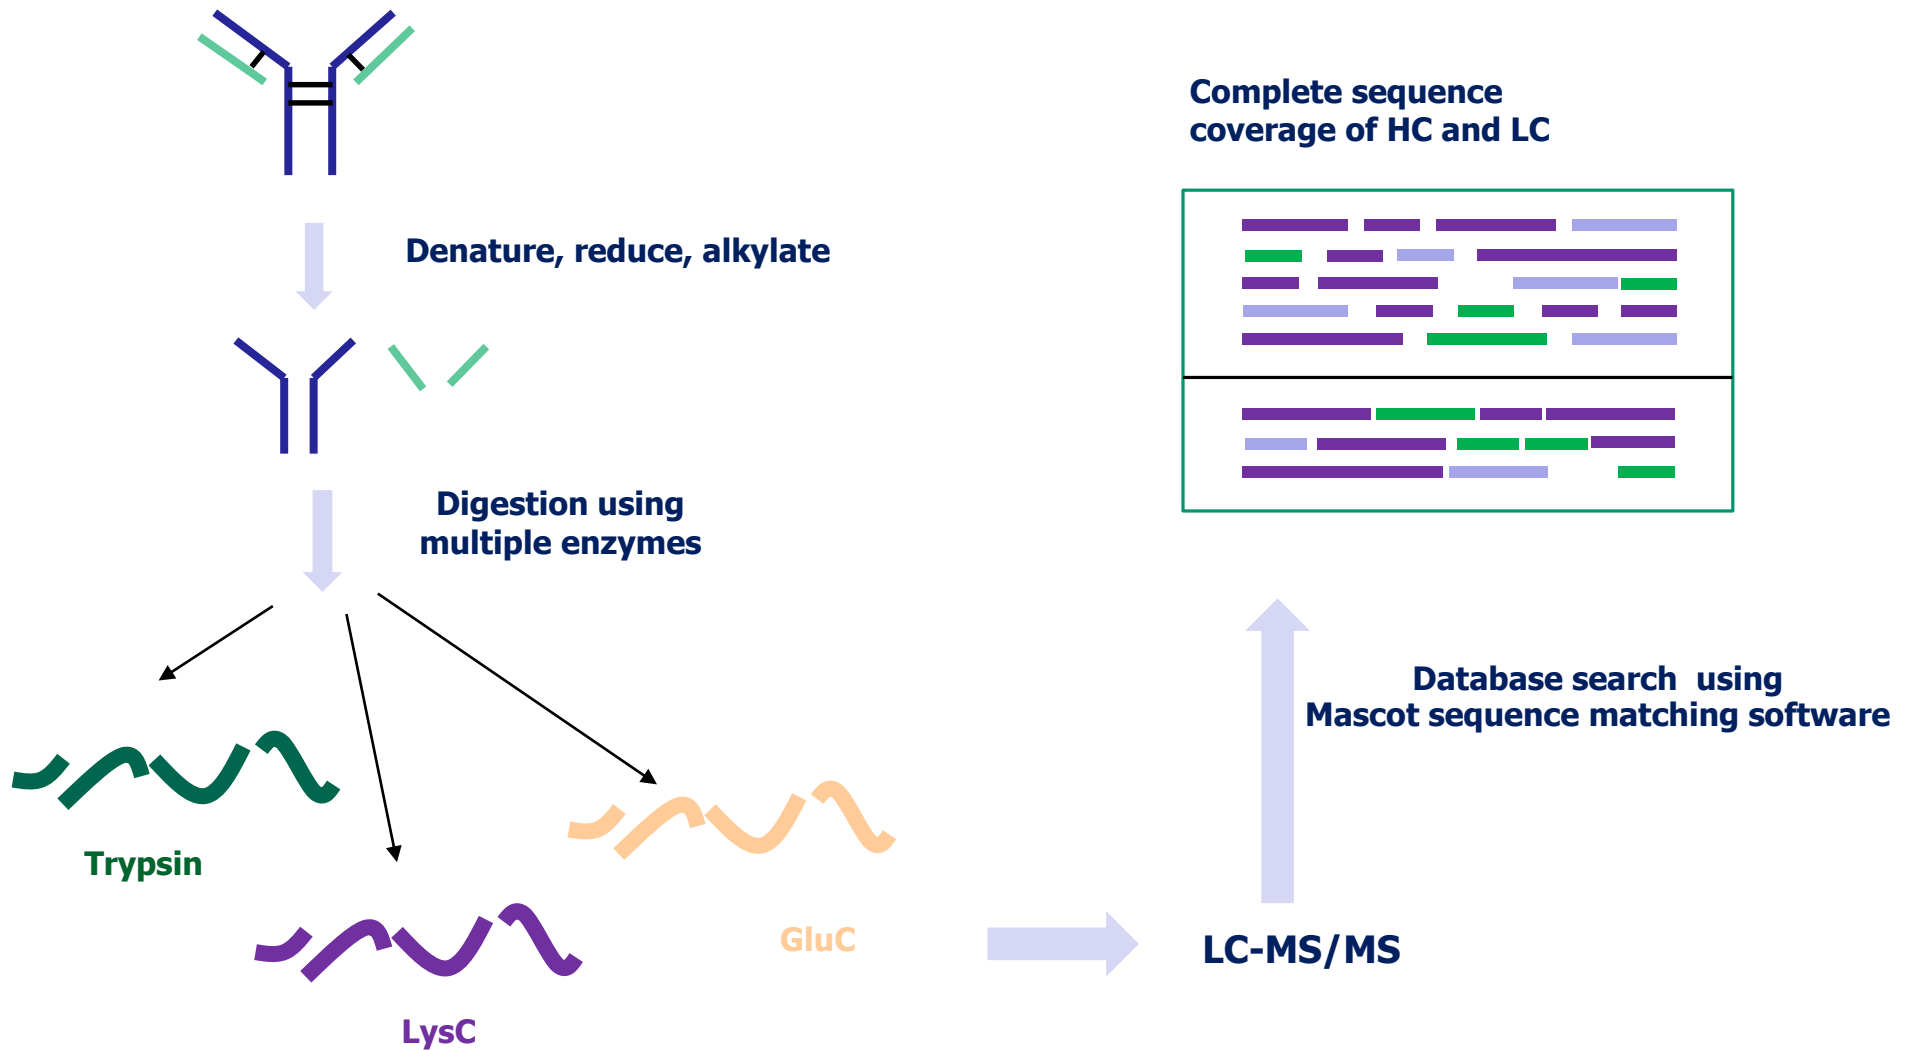 Denature, reduce, alkylate
Digestion using
multiple enzymes
Trypsin
LysC
GluC
LC-MS/MS
Database search  using
Mascot sequence matching software
Complete sequence
coverage of HC and LC